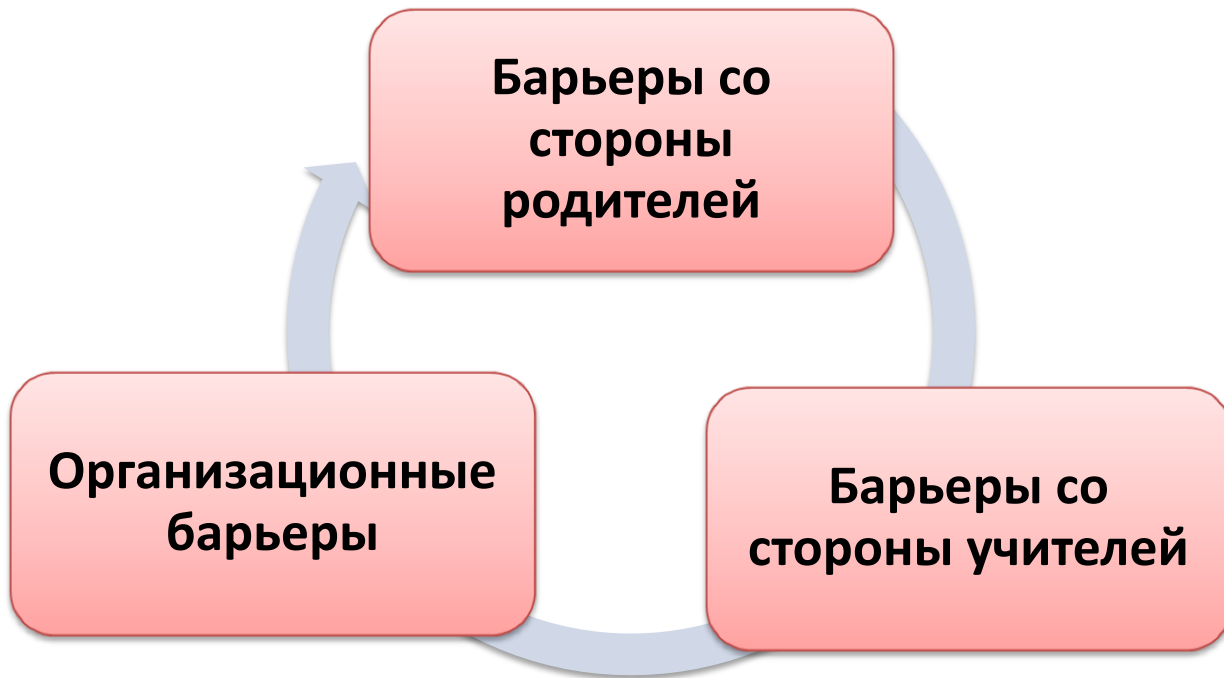 Барьеры со
стороны
родителей
Организационные
барьеры
Барьеры со
стороны учителей